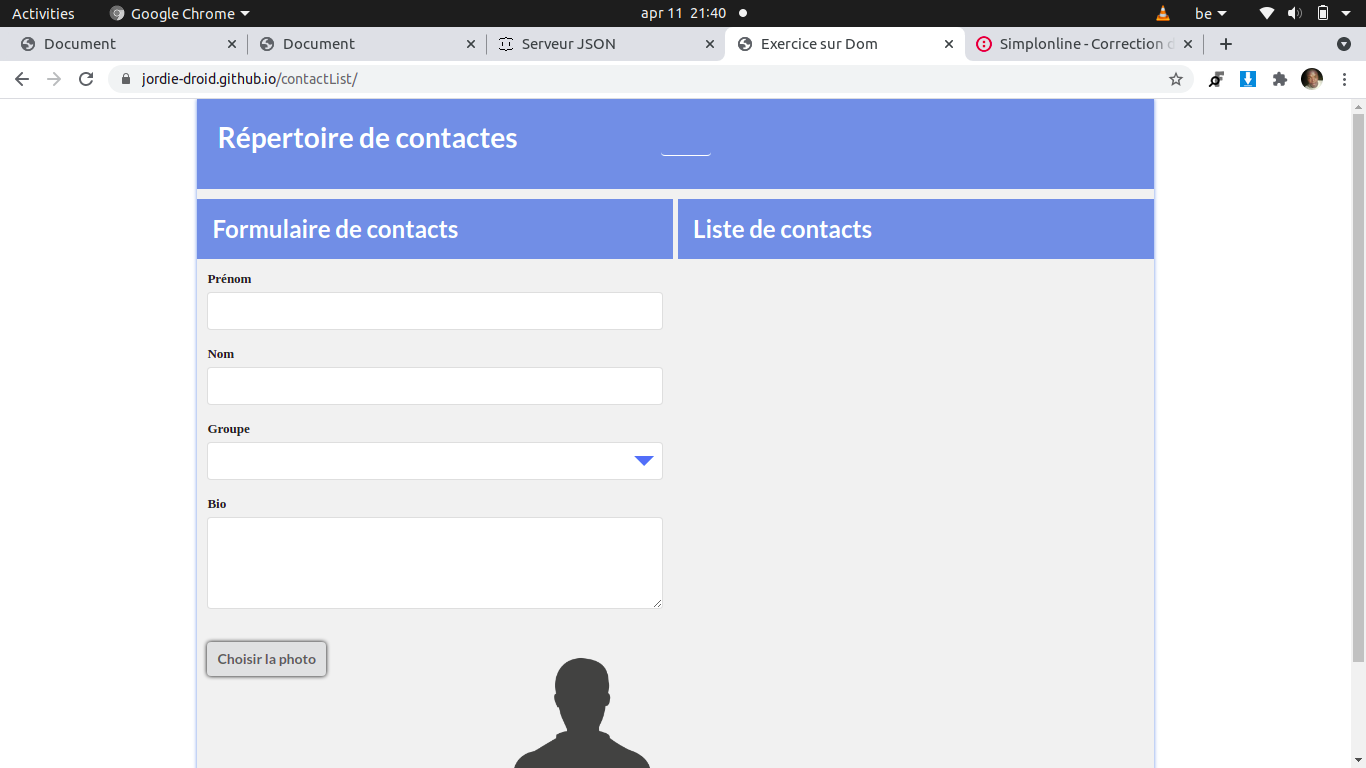 Activities Google Chrome apr 11 21:40 be
Document Document Serveur JSON Exercice sur Dom Simplonline - Correction d
jordie-droid.github.io/contactList/
Répertoire de contactes
Formulaire de contacts Liste de contacts
Prénom
Nom
Groupe
Bio
Choisir la photo